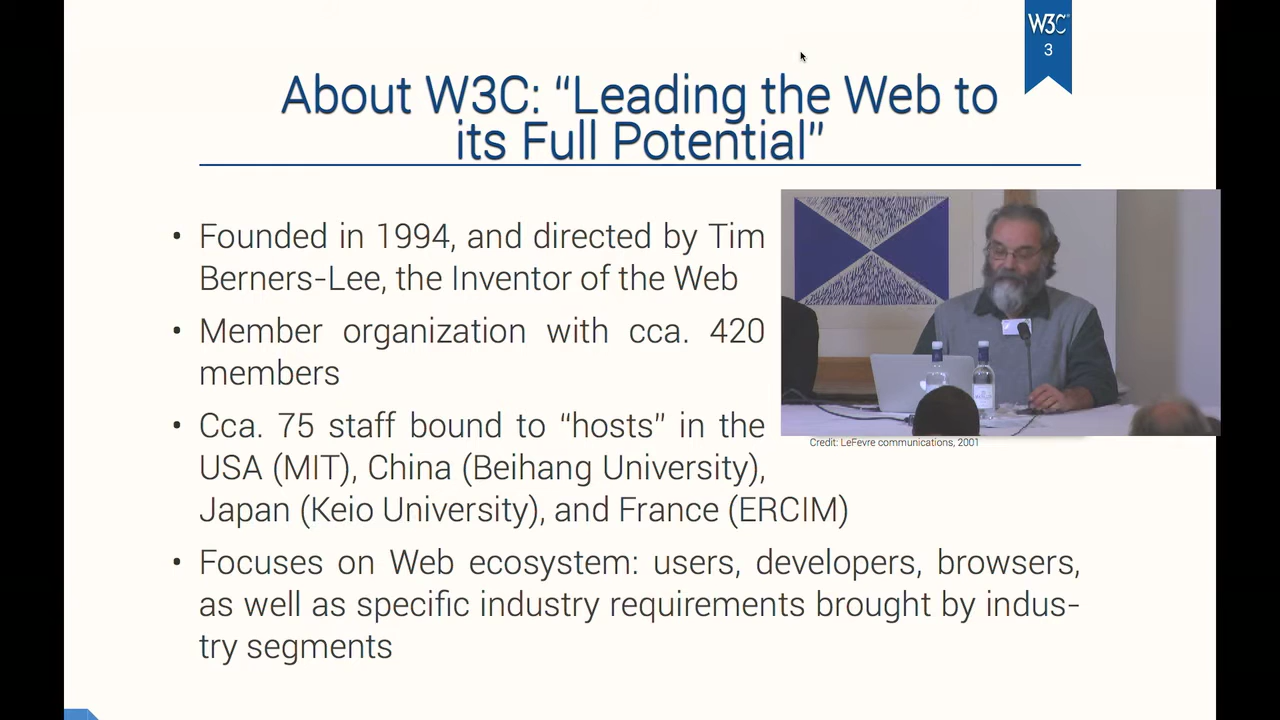 W3C
3
About W3C: “Leading the Web to
its Full Potential”
• Founded in 1994, and directed by Tim
Berners-Lee, the Inventor of the Web
• Member organization with cca. 420
members
• Cca. 75 staff bound to “hosts” in the
USA (MIT), China (Beihang University),
Japan (Keio University), and France (ERCIM)
Credit: LeFevre communications, 2001
• Focuses on Web ecosystem: users, developers, browsers,
as well as specific industry requirements brought by indus-
try segments